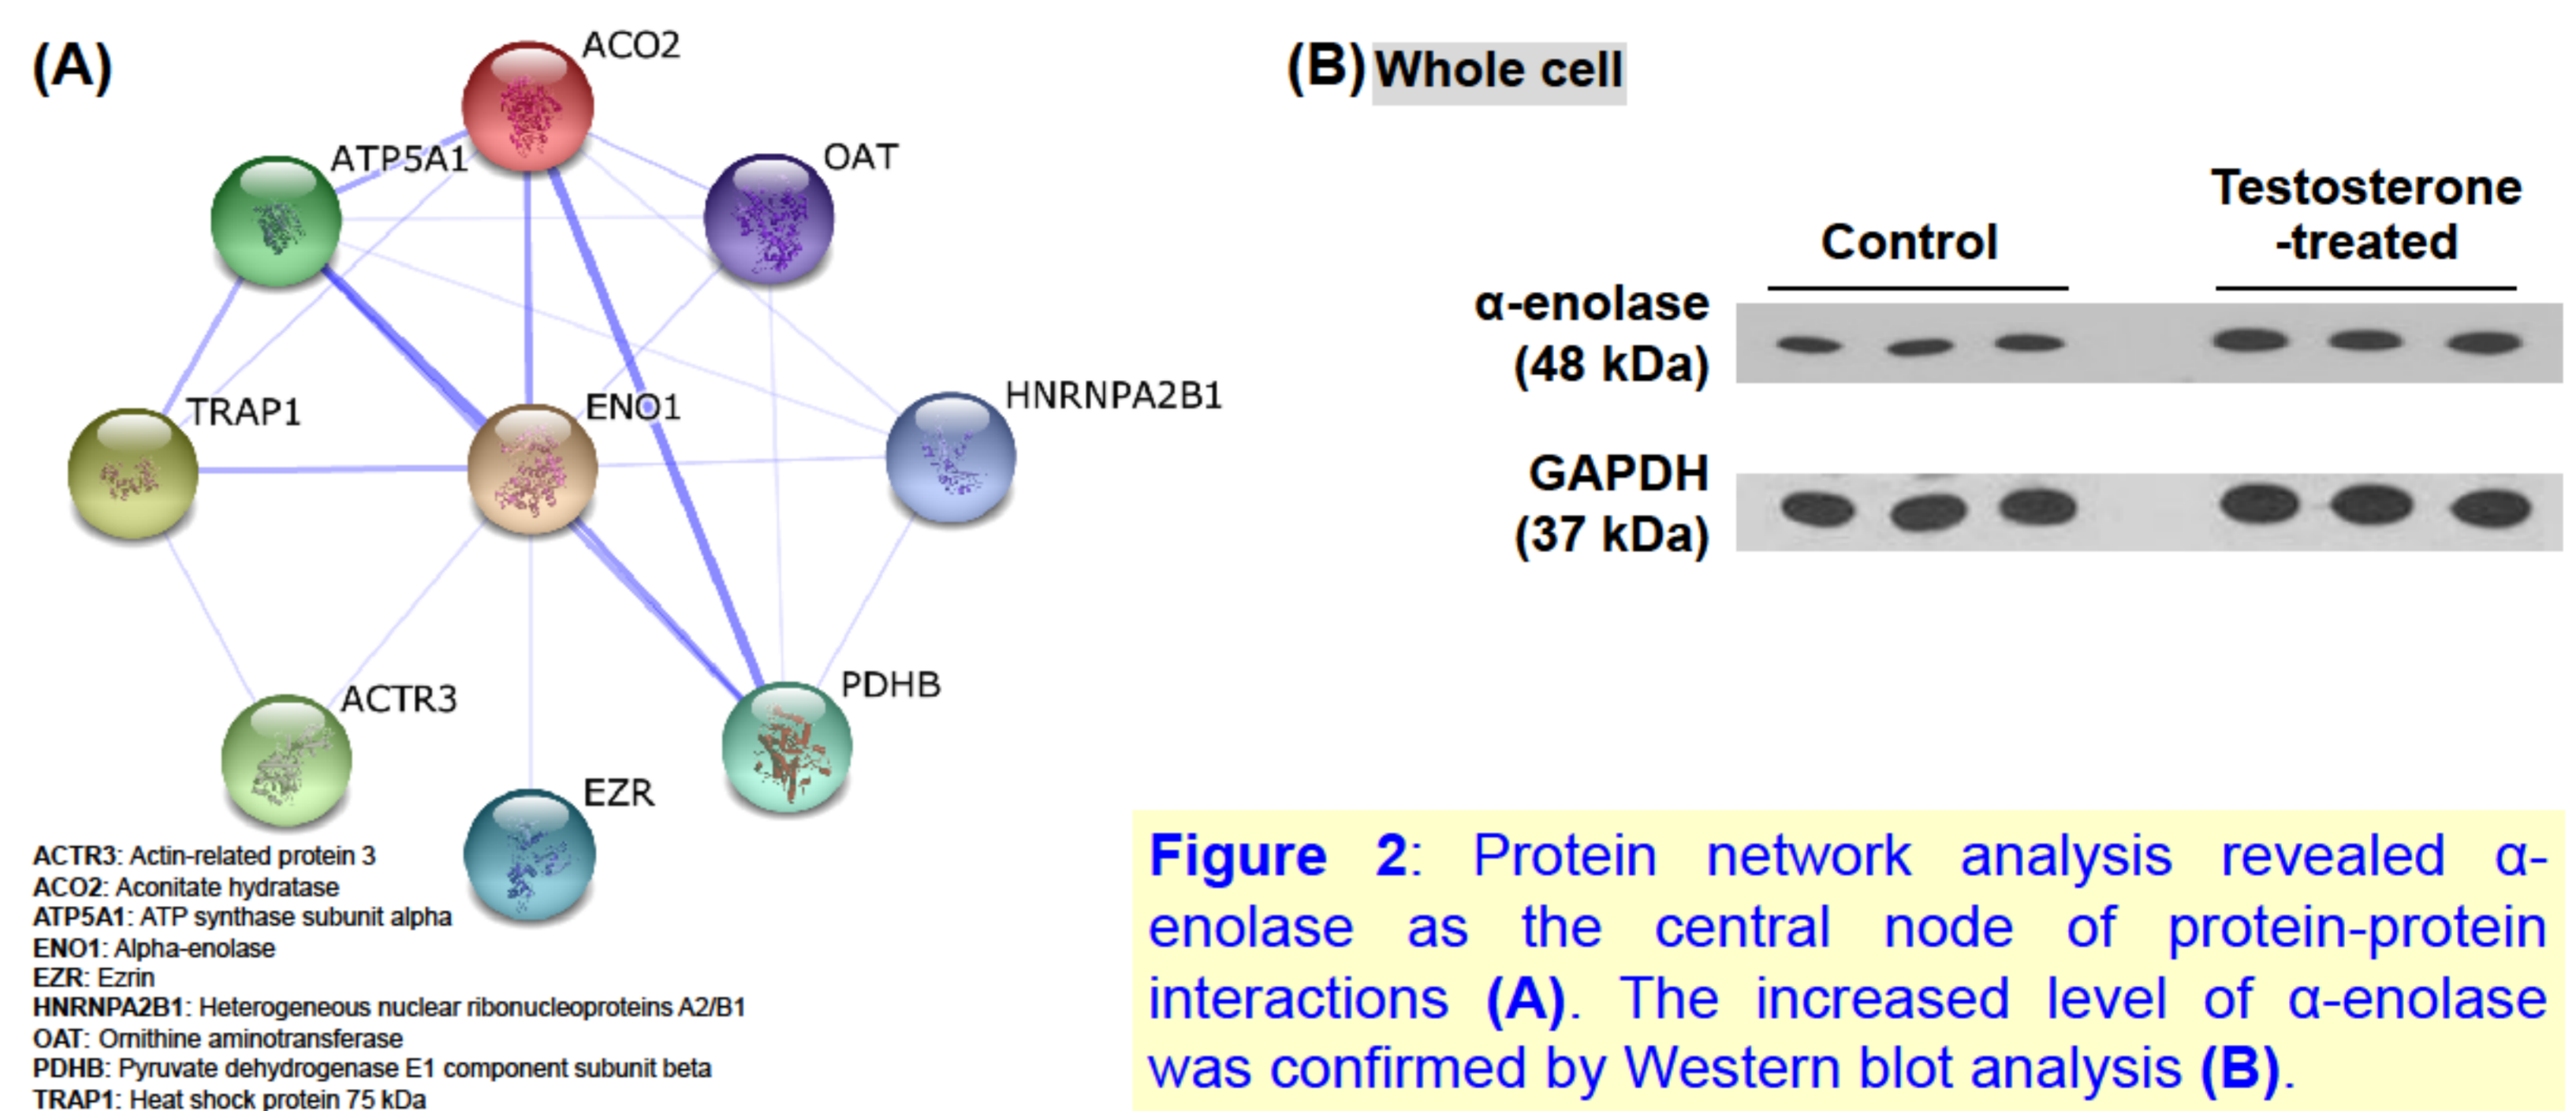 (A)
ACO2
ATP5A1
OAT
TRAP1
ENO1
HNRNPA2B1
ACTR3
PDHB
EZR
ACTR3: Actin-related protein 3
ACO2: Aconitate hydratase
ATP5A1: ATP synthase subunit alpha
ENO1: Alpha-enolase
EZR: Ezrin
HNRNPA2B1: Heterogeneous nuclear ribonucleoproteins A2/B1
OAT: Ornithine aminotransferase
PDHB: Pyruvate dehydrogenase E1 component subunit beta
TRAP1: Heat shock protein 75 kDa
(B) Whole cell
Control
Testosterone
-treated
α-enolase
(48 kDa)
GAPDH
(37 kDa)
Figure 2: Protein network analysis revealed α-
enolase as the central node of protein-protein
interactions (A). The increased level of α-enolase
was confirmed by Western blot analysis (B).